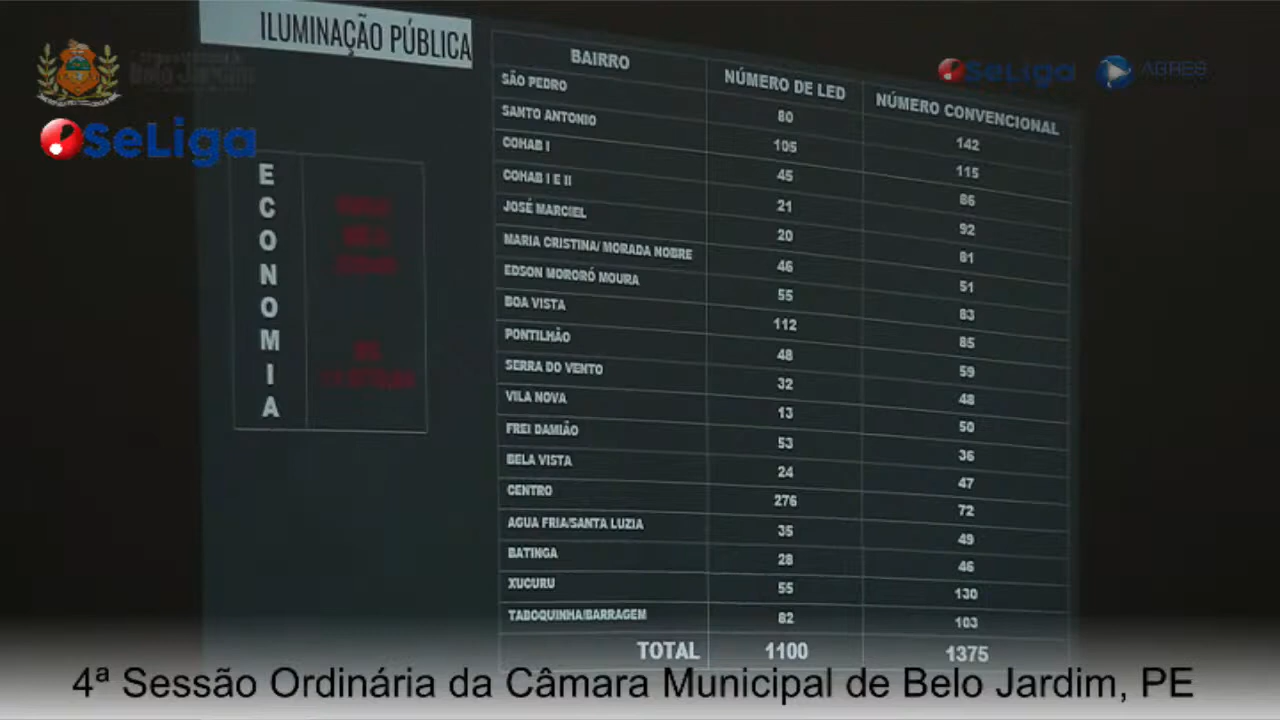 ILUMINAÇÃO PÚBLICA
Belo Jardim
SeLiga
SeLiga
ABRES
E
C
O
N
O
M
I
A
BAIRRO NÚMERO DE LED NÚMERO CONVENCIONAL
SÃO PEDRO 80 142
SANTO ANTONIO 105 115
COHAB I 45 86
COHAB I E II 21 92
JOSÉ MARCIEL 20 81
MARIA CRISTINA/ MORADA NOBRE 46 51
EDSON MORORÓ MOURA 55 83
BOA VISTA 112 85
PONTILHÃO 48 59
SERRA DO VENTO 32 48
VILA NOVA 13 50
FREI DAMIÃO 53 36
BELA VISTA 24 47
CENTRO 276 72
AGUA FRIA/SANTA LUZIA 35 49
BATINGA 28 46
XUCURU 55 130
TABOQUINHA/BARRAGEM 82 103
TOTAL 1100 1375
4ª Sessão Ordinária da Câmara Municipal de Belo Jardim, PE